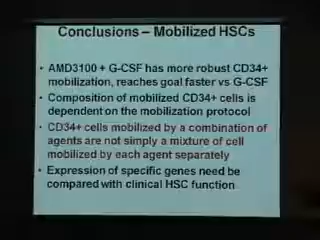 Conclusions – Mobilized HSCs
• AMD3100 + G-CSF has more robust CD34+
mobilization, reaches goal faster vs G-CSF
• Composition of mobilized CD34+ cells is
dependent on the mobilization protocol
• CD34+ cells mobilized by a combination of
agents are not simply a mixture of cell
mobilized by each agent separately
• Expression of specific genes need be
compared with clinical HSC function